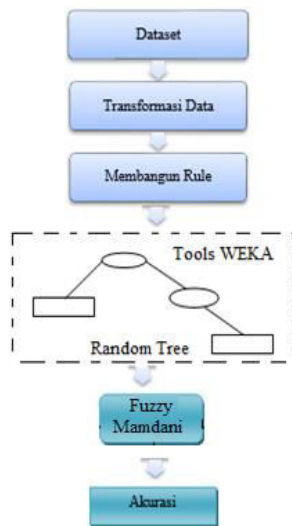 Dataset
Transformasi Data
Membangun Rule
Tools WEKA
Random Tree
Fuzzy
Mamdani
Akurasi